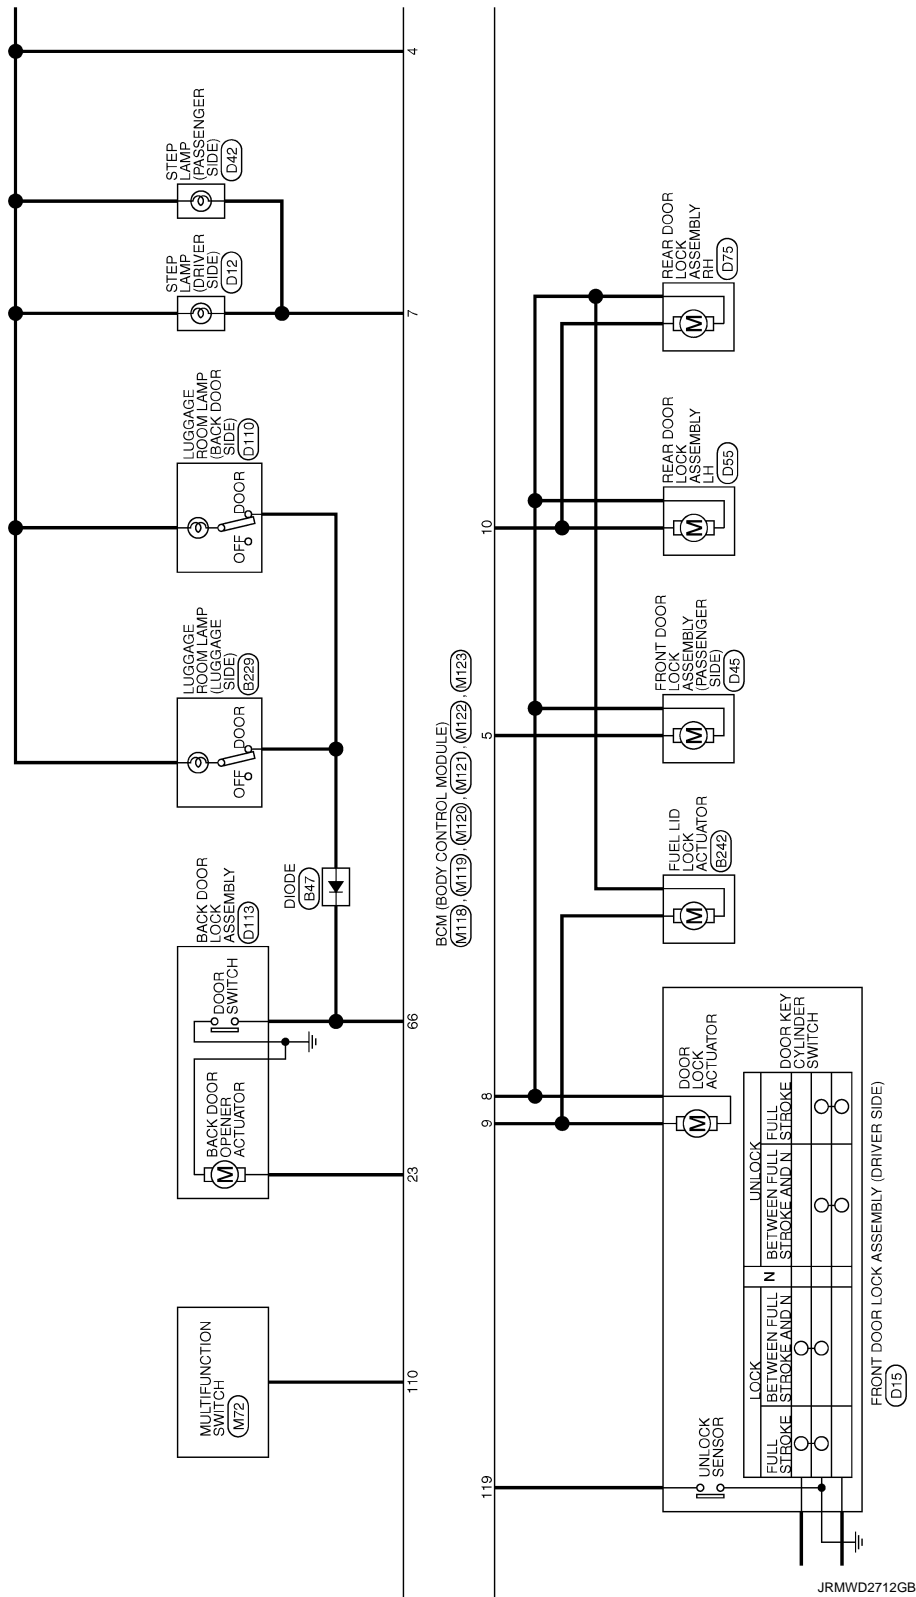 4
STEP
LAMP
(PASSENGER
SIDE)
D42
STEP
LAMP
(DRIVER
SIDE)
D12
7
LUGGAGE
ROOM LAMP
(BACK DOOR
SIDE)
D110
DOOR
OFF
LUGGAGE
ROOM LAMP
(LUGGAGE
SIDE)
B229
DOOR
OFF
DIODE
B47
BACK DOOR
LOCK
ASSEMBLY
D113
DOOR
SWITCH
66
BACK DOOR
OPENER
ACTUATOR
M
23
MULTIFUNCTION
SWITCH
M72
110
BCM (BODY CONTROL MODULE)
M118 , M119 , M120 , M121 , M122 , M123
REAR DOOR
LOCK
ASSEMBLY
RH
D75
M
REAR DOOR
LOCK
ASSEMBLY
LH
D55
M
10
FRONT DOOR
LOCK
ASSEMBLY
(PASSENGER
SIDE)
D45
M
5
FUEL LID
LOCK
ACTUATOR
B242
M
8
9
DOOR
LOCK
ACTUATOR
M
DOOR KEY
CYLINDER
SWITCH
LOCK
N
UNLOCK
FULL
STROKE
BETWEEN FULL
STROKE AND N
BETWEEN FULL
STROKE AND N
FULL
STROKE
119
UNLOCK
SENSOR
FRONT DOOR LOCK ASSEMBLY (DRIVER SIDE)
D15
JRMWD2712GB